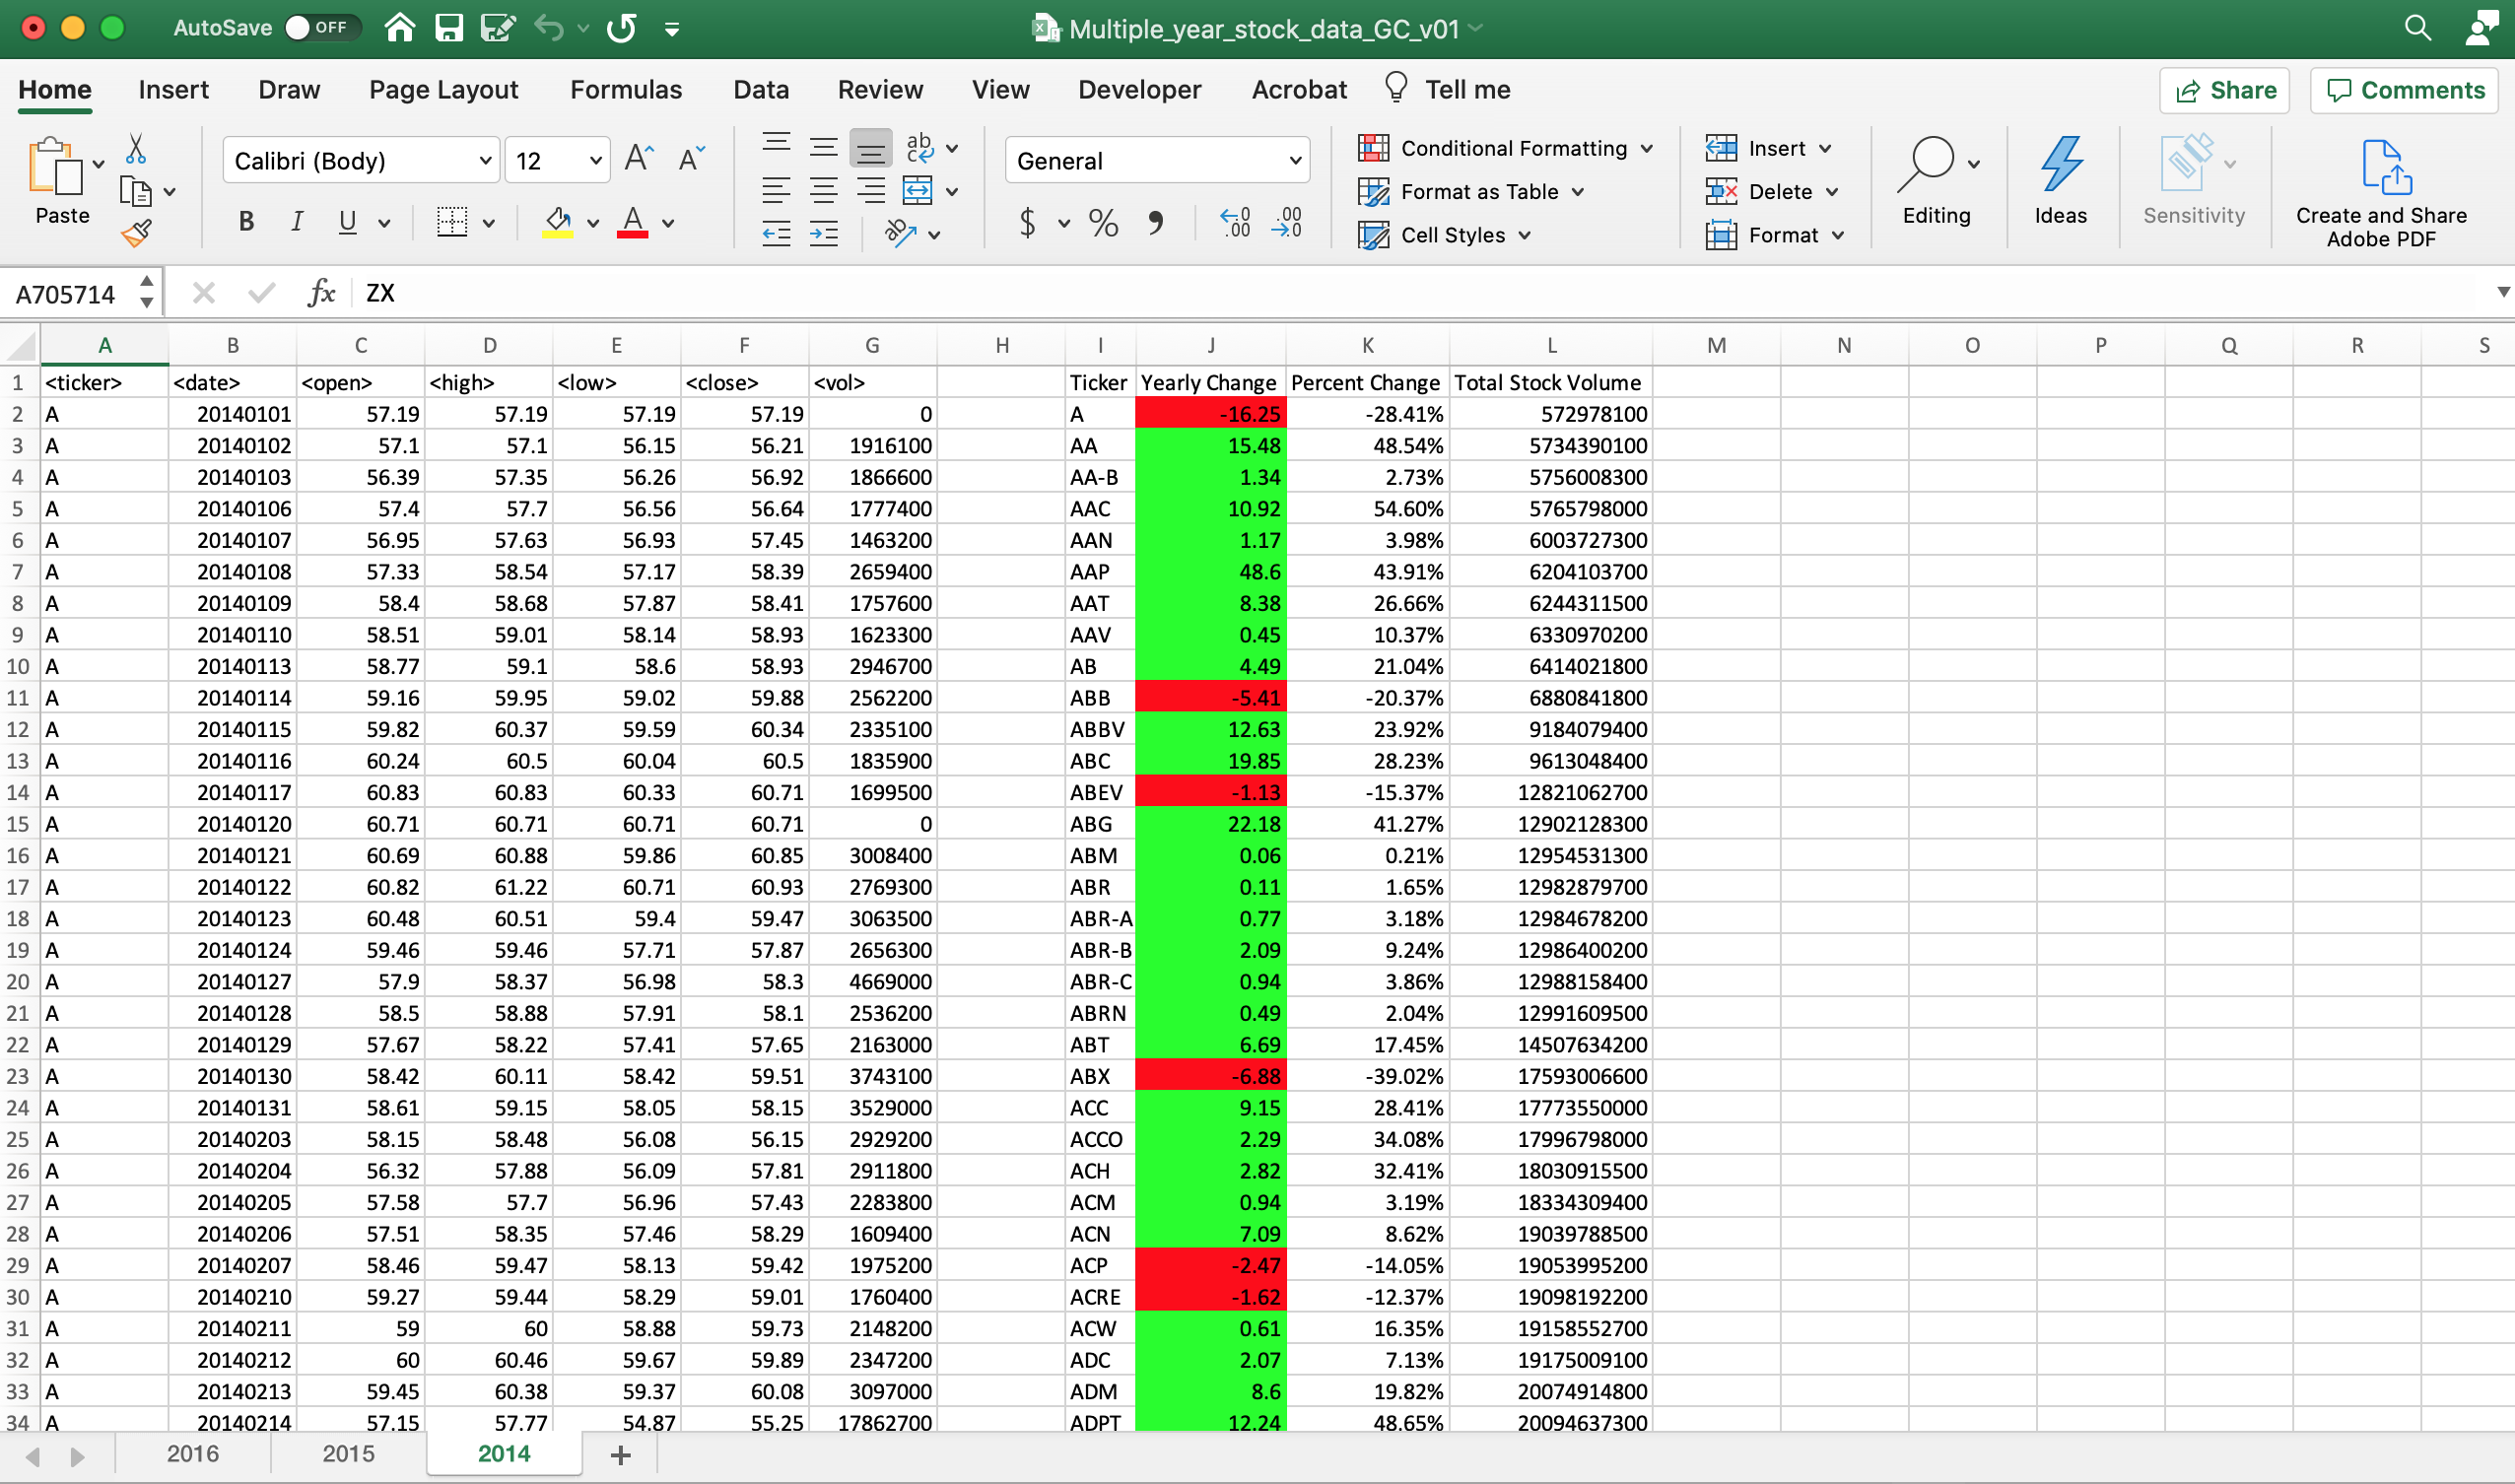 AutoSave OFF Multiple_year_stock_data_GC_v01
Home Insert Draw Page Layout Formulas Data Review View Developer Acrobat Tell me Share Comments
Paste Calibri (Body) 12 General Conditional Formatting Format as Table Cell Styles Insert Delete Format Editing Ideas Sensitivity Create and Share Adobe PDF
A705714 fx ZX
A B C D E F G H I J K L M N O P Q R S
1 <ticker> <date> <open> <high> <low> <close> <vol> Ticker Yearly Change Percent Change Total Stock Volume
2 A 20140101 57.19 57.19 57.19 57.19 0 A -16.25 -28.41% 572978100
3 A 20140102 57.1 57.1 56.15 56.21 1916100 AA 15.48 48.54% 5734390100
4 A 20140103 56.39 57.35 56.26 56.92 1866600 AA-B 1.34 2.73% 5756008300
5 A 20140106 57.4 57.7 56.56 56.64 1777400 AAC 10.92 54.60% 5765798000
6 A 20140107 56.95 57.63 56.93 57.45 1463200 AAN 1.17 3.98% 6003727300
7 A 20140108 57.33 58.54 57.17 58.39 2659400 AAP 48.6 43.91% 6204103700
8 A 20140109 58.4 58.68 57.87 58.41 1757600 AAT 8.38 26.66% 6244311500
9 A 20140110 58.51 59.01 58.14 58.93 1623300 AAV 0.45 10.37% 6330970200
10 A 20140113 58.77 59.1 58.6 58.93 2946700 AB 4.49 21.04% 6414021800
11 A 20140114 59.16 59.95 59.02 59.88 2562200 ABB -5.41 -20.37% 6880841800
12 A 20140115 59.82 60.37 59.59 60.34 2335100 ABBV 12.63 23.92% 9184079400
13 A 20140116 60.24 60.5 60.04 60.5 1835900 ABC 19.85 28.23% 9613048400
14 A 20140117 60.83 60.83 60.33 60.71 1699500 ABEV -1.13 -15.37% 12821062700
15 A 20140120 60.71 60.71 60.71 60.71 0 ABG 22.18 41.27% 12902128300
16 A 20140121 60.69 60.88 59.86 60.85 3008400 ABM 0.06 0.21% 12954531300
17 A 20140122 60.82 61.22 60.71 60.93 2769300 ABR 0.11 1.65% 12982879700
18 A 20140123 60.48 60.51 59.4 59.47 3063500 ABR-A 0.77 3.18% 12984678200
19 A 20140124 59.46 59.46 57.71 57.87 2656300 ABR-B 2.09 9.24% 12986400200
20 A 20140127 57.9 58.37 56.98 58.3 4669000 ABR-C 0.94 3.86% 12988158400
21 A 20140128 58.5 58.88 57.91 58.1 2536200 ABRN 0.49 2.04% 12991609500
22 A 20140129 57.67 58.22 57.41 57.65 2163000 ABT 6.69 17.45% 14507634200
23 A 20140130 58.42 60.11 58.42 59.51 3743100 ABX -6.88 -39.02% 17593006600
24 A 20140131 58.61 59.15 58.05 58.15 3529000 ACC 9.15 28.41% 17773550000
25 A 20140203 58.15 58.48 56.08 56.15 2929200 ACCO 2.29 34.08% 17996798000
26 A 20140204 56.32 57.88 56.09 57.81 2911800 ACH 2.82 32.41% 18030915500
27 A 20140205 57.58 57.7 56.96 57.43 2283800 ACM 0.94 3.19% 18334309400
28 A 20140206 57.51 58.35 57.46 58.29 1609400 ACN 7.09 8.62% 19039788500
29 A 20140207 58.46 59.47 58.13 59.42 1975200 ACP -2.47 -14.05% 19053995200
30 A 20140210 59.27 59.44 58.29 59.01 1760400 ACRE -1.62 -12.37% 19098192200
31 A 20140211 59 60 58.88 59.73 2148200 ACW 0.61 16.35% 19158552700
32 A 20140212 60 60.46 59.67 59.89 2347200 ADC 2.07 7.13% 19175009100
33 A 20140213 59.45 60.38 59.37 60.08 3097000 ADM 8.6 19.82% 20074914800
34 A 20140214 57.15 57.77 54.87 55.25 17862700 ADPT 12.24 48.65% 20094637300
2016 2015 2014 +